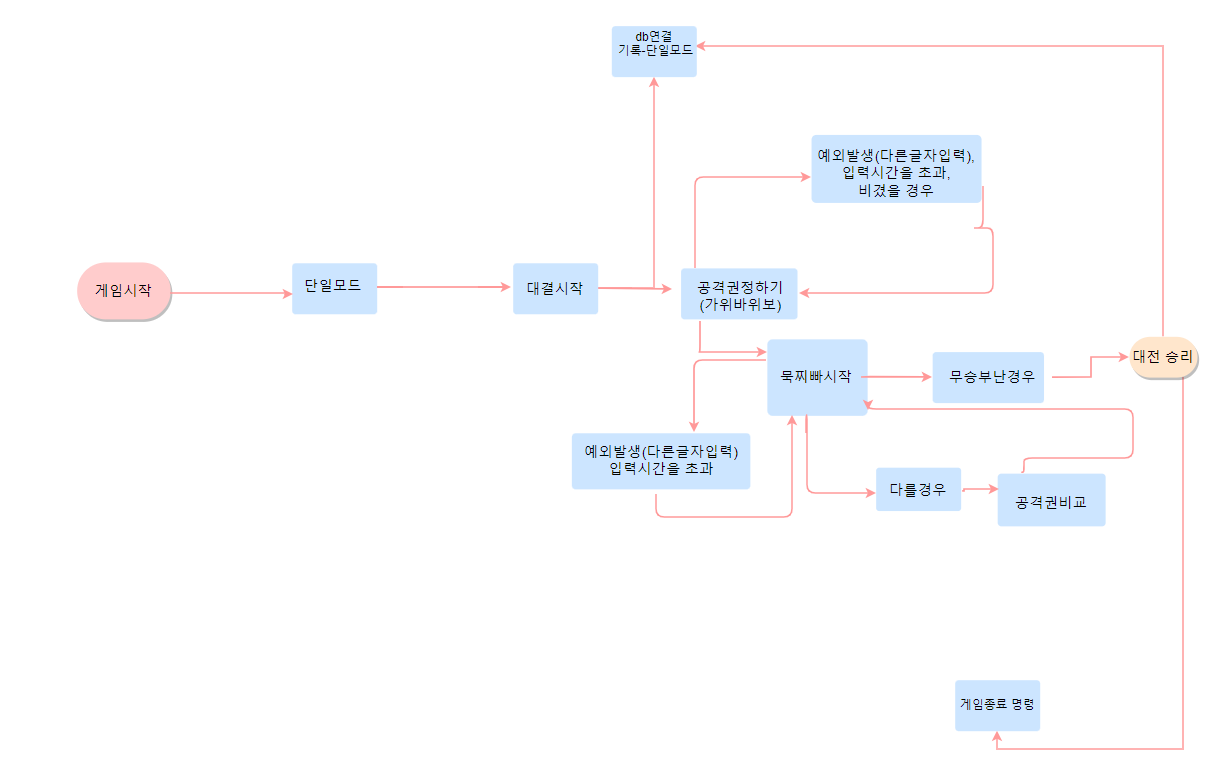 db연결
기록-단일모드
예외발생(다른글자입력),
입력시간을 초과,
비겼을 경우
게임시작
단일모드
대결시작
공격권정하기
(가위바위보)
묵찌빠시작
무승부난경우
대전 승리
예외발생(다른글자입력)
입력시간을 초과
다를경우
공격권비교
게임종료 명령